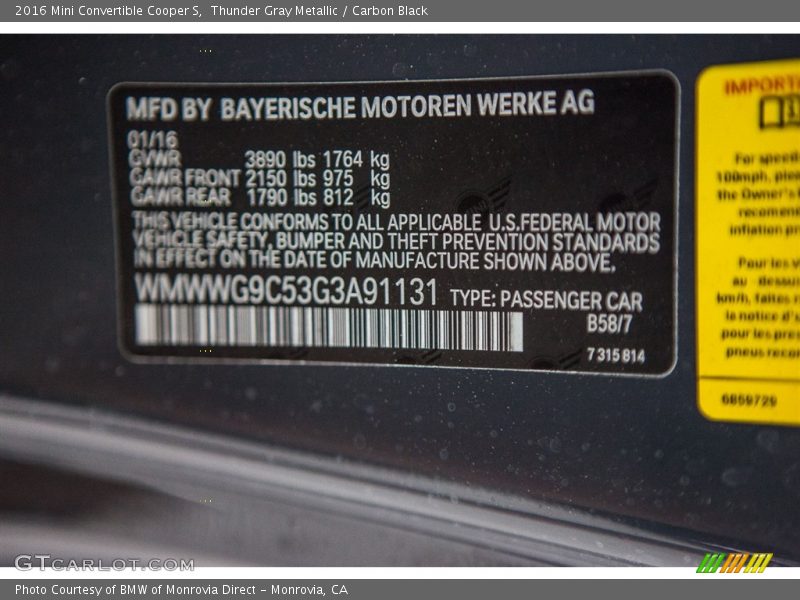 2016 Mini Convertible Cooper S,  Thunder Gray Metallic / Carbon Black
MFD BY BAYERISCHE MOTOREN WERKE AG
01/16
GVWR 3890 lbs 1764 kg
GAWR FRONT 2150 lbs 975 kg
GAWR REAR 1790 lbs 812 kg
THIS VEHICLE CONFORMS TO ALL APPLICABLE U.S.FEDERAL MOTOR
VEHICLE SAFETY, BUMPER AND THEFT PREVENTION STANDARDS
IN EFFECT ON THE DATE OF MANUFACTURE SHOWN ABOVE.
WMWWG9C53G3A91131 TYPE: PASSENGER CAR
B58/7
7 315 814
IMPORT
For speed
100mph, plea
the Owner's
recomen
inflation pr
Pour les v
au - dessu
km/h, faites
la notice d'u
pour les pres
pneus recor
6859729
GTCARLOT.COM
Photo Courtesy of BMW of Monrovia Direct – Monrovia, CA